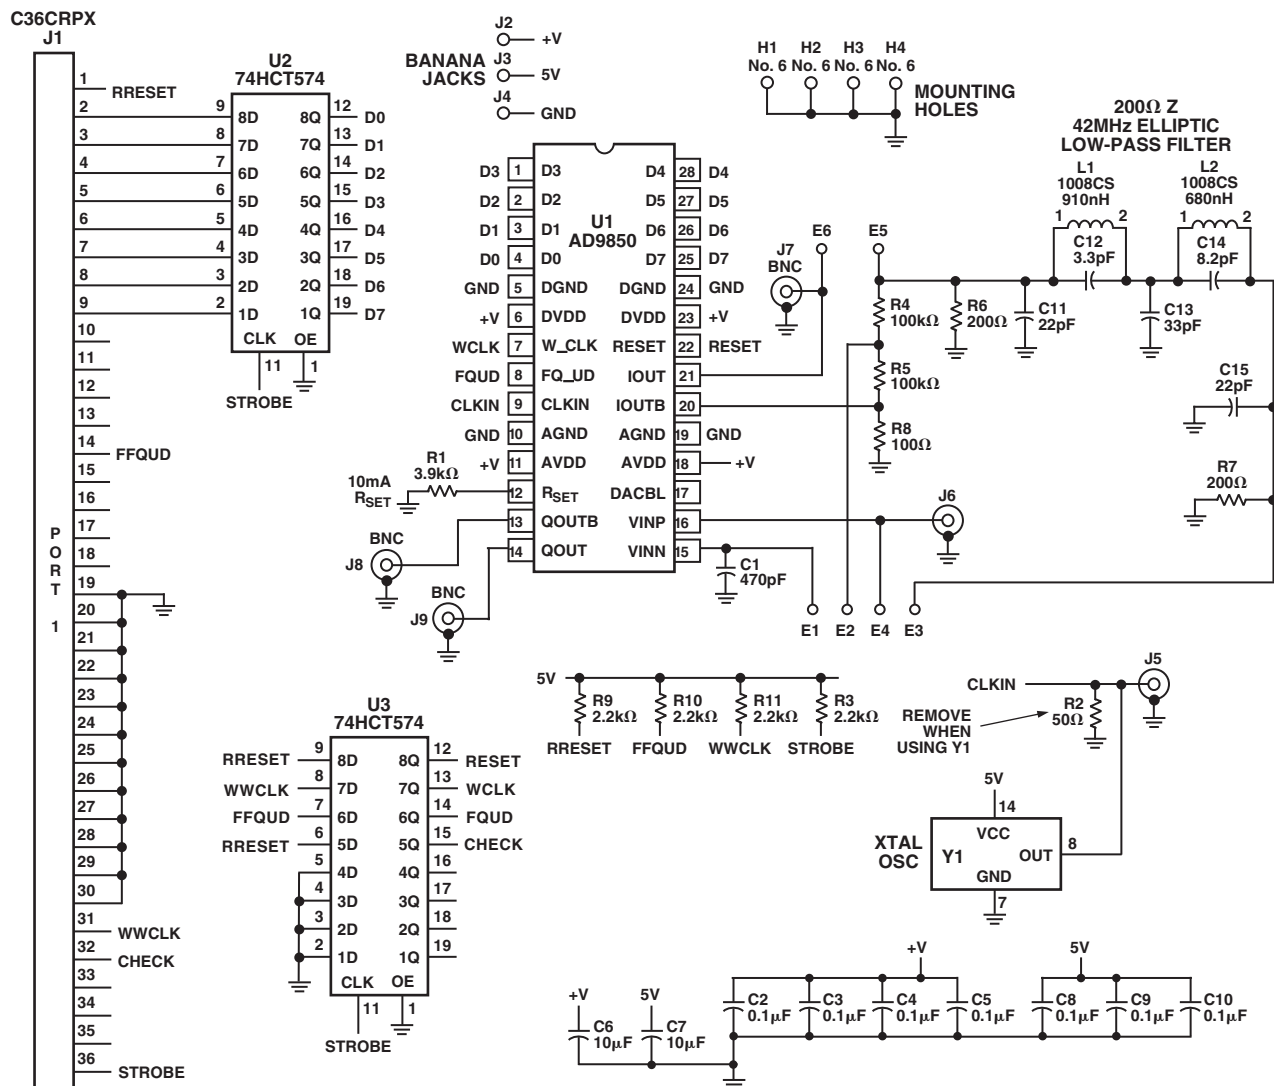 C36CRPX
J1
PORT 1
1
RRESET
2
3
4
5
6
7
8
9
10
11
12
13
14
FFQUD
15
16
17
18
19
20
21
22
23
24
25
26
27
28
29
30
31
WWCLK
32
CHECK
33
34
35
36
STROBE
U2
74HCT574
9 8D 8Q 12 D0
8 7D 7Q 13 D1
7 6D 6Q 14 D2
6 5D 5Q 15 D3
5 4D 4Q 16 D4
4 3D 3Q 17 D5
3 2D 2Q 18 D6
2 1D 1Q 19 D7
CLK OE
11 1
STROBE
J2
+V
BANANA
JACKS
J3
5V
J4
GND
H1 H2 H3 H4
No. 6 No. 6 No. 6 No. 6
MOUNTING
HOLES
U1
AD9850
D3 1 D3 D4 28 D4
D2 2 D2 D5 27 D5
D1 3 D1 D6 26 D6
D0 4 D0 D7 25 D7
GND 5 DGND DGND 24 GND
+V 6 DVDD DVDD 23 +V
WCLK 7 W_CLK RESET 22 RESET
FQUD 8 FQ_UD IOUT 21
CLKIN 9 CLKIN IOUTB 20
GND 10 AGND AGND 19 GND
+V 11 AVDD AVDD 18 +V
12 RSET DACBL 17
13 QOUTB VINP 16
14 QOUT VINN 15
R1
3.9kΩ
10mA
RSET
BNC
J8
BNC
J9
J7
BNC
E6
E5
R4
100kΩ
R5
100kΩ
R8
100Ω
R6
200Ω
C11
22pF
200Ω Z
42MHz ELLIPTIC
LOW-PASS FILTER
L1
1008CS
910nH
1 2
C12
3.3pF
L2
1008CS
680nH
1 2
C14
8.2pF
C13
33pF
C15
22pF
R7
200Ω
J6
C1
470pF
E1 E2 E4 E3
5V
R9
2.2kΩ
R10
2.2kΩ
R11
2.2kΩ
R3
2.2kΩ
RRESET FFQUD WWCLK STROBE
CLKIN
J5
R2
50Ω
REMOVE
WHEN
USING Y1
5V
14
XTAL
OSC
VCC
Y1 OUT
GND
8
7
U3
74HCT574
RRESET 9 8D 8Q 12 RESET
WWCLK 8 7D 7Q 13 WCLK
FFQUD 7 6D 6Q 14 FQUD
RRESET 6 5D 5Q 15 CHECK
5 4D 4Q 16
4 3D 3Q 17
3 2D 2Q 18
2 1D 1Q 19
CLK OE
11 1
STROBE
+V
C6
10µF
5V
C7
10µF
+V
C2
0.1µF
C3
0.1µF
C4
0.1µF
C5
0.1µF
5V
C8
0.1µF
C9
0.1µF
C10
0.1µF